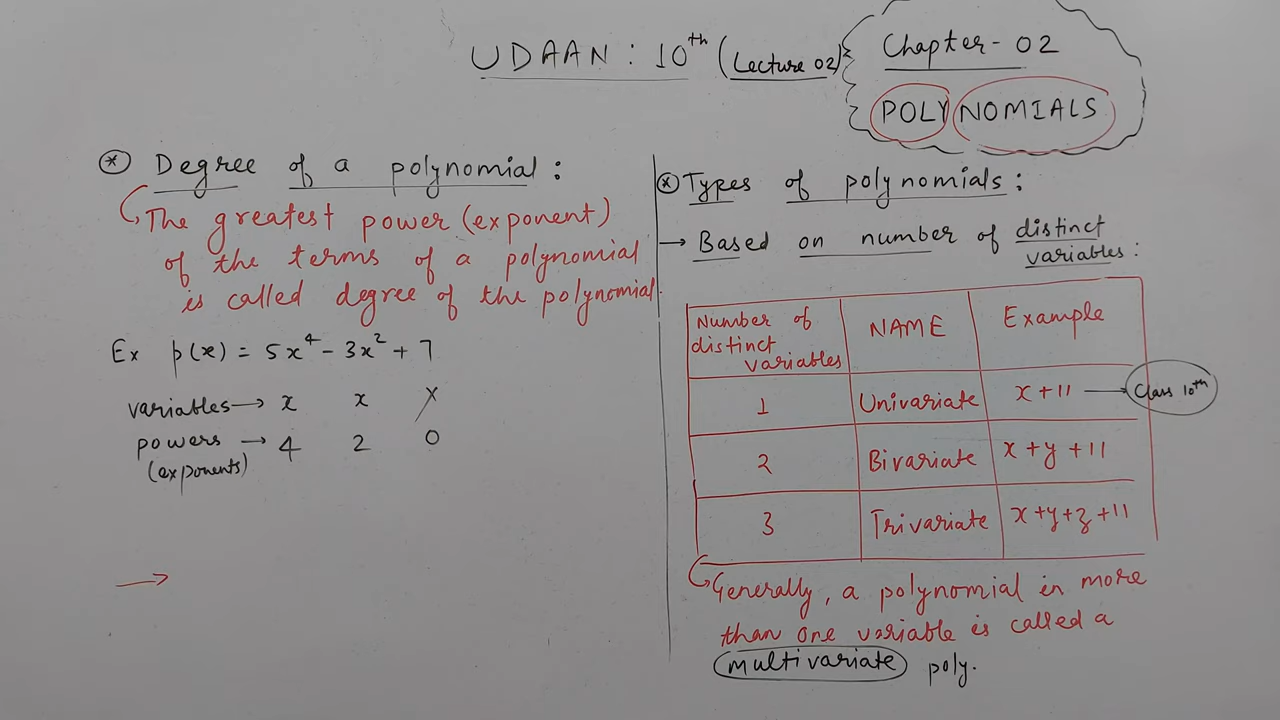 UDAAN : 10th (Lecture 02)
Chapter - 02
POLYNOMIALS
* Degree of a polynomial :
The greatest power (exponent)
of the terms of a polynomial
is called degree of the polynomial.
Ex p(x) = 5x⁴ - 3x² + 7
variables → x x x
powers → 4 2 0
(exponents)
→
* Types of polynomials :
→ Based on number of distinct
variables :
Number of
distinct
variables
NAME
Example
1 Univariate x + 11 → Class 10th
2 Bivariate x + y + 11
3 Trivariate x + y + z + 11
Generally, a polynomial in more
than one variable is called a
multivariate poly.